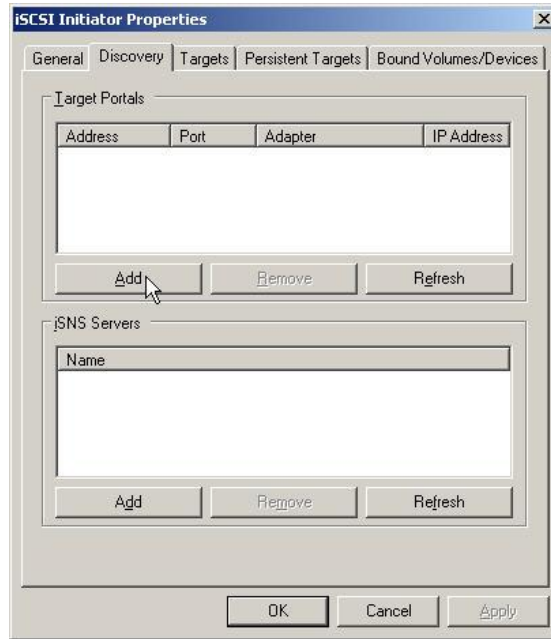 iSCSI Initiator Properties
General Discovery Targets Persistent Targets Bound Volumes/Devices
Target Portals
Address Port Adapter IP Address
Add Remove Refresh
iSNS Servers
Name
Add Remove Refresh
OK Cancel Apply